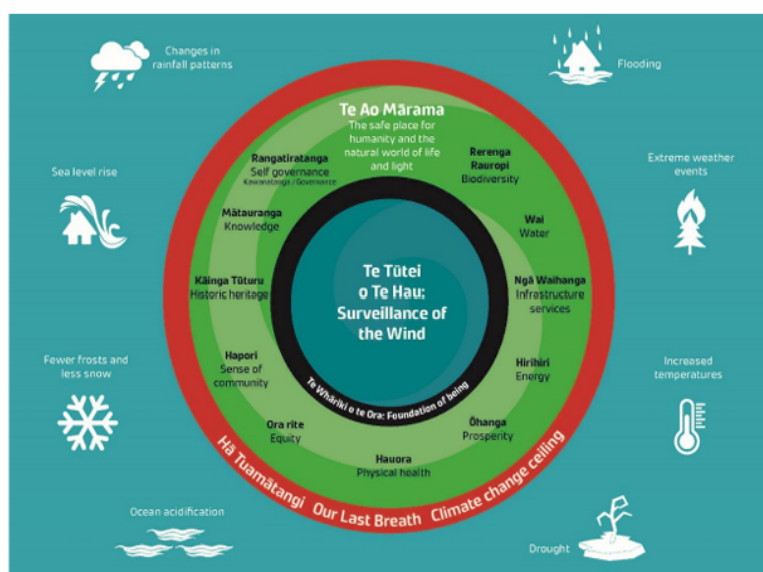 Changes in
rainfall patterns
Flooding
Sea level rise
Extreme weather
events
Fewer frosts and
less snow
Increased
temperatures
Ocean acidification
Drought
Te Ao Mārama
The safe place for
humanity and the
natural world of life
and light
Rangatiratanga
Self governance
Kawanatanga / Governance
Rerenga
Rauropi
Biodiversity
Mātauranga
Knowledge
Wai
Water
Kāinga Tūturu
Historic heritage
Ngā Waihanga
Infrastructure
services
Hapori
Sense of
community
Hirihiri
Energy
Ora rite
Equity
Ōhanga
Prosperity
Hauora
Physical health
Te Tūtei
o Te Hau:
Surveillance of
the Wind
Te Whāriki o te Ora: Foundation of being
Hā Tuamātangi Our Last Breath Climate change ceiling